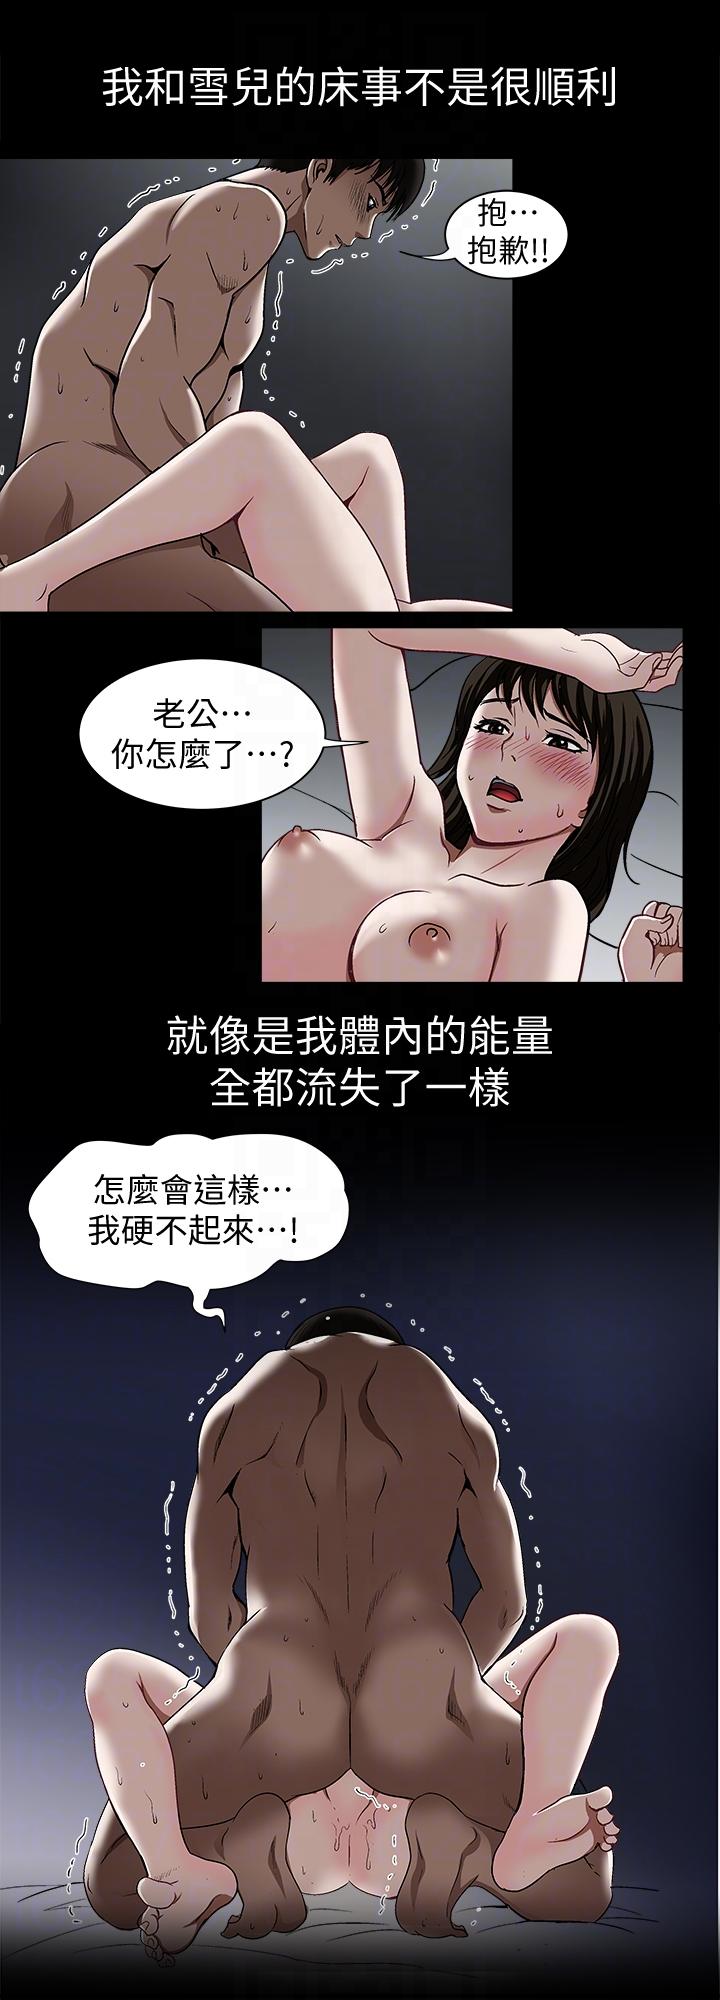 我和雪兒的床事不是很順利
抱⋯
抱歉!!
老公⋯
你怎麼了⋯?
就像是我體內的能量
全都流失了一樣
怎麼會這樣⋯
我硬不起來⋯!